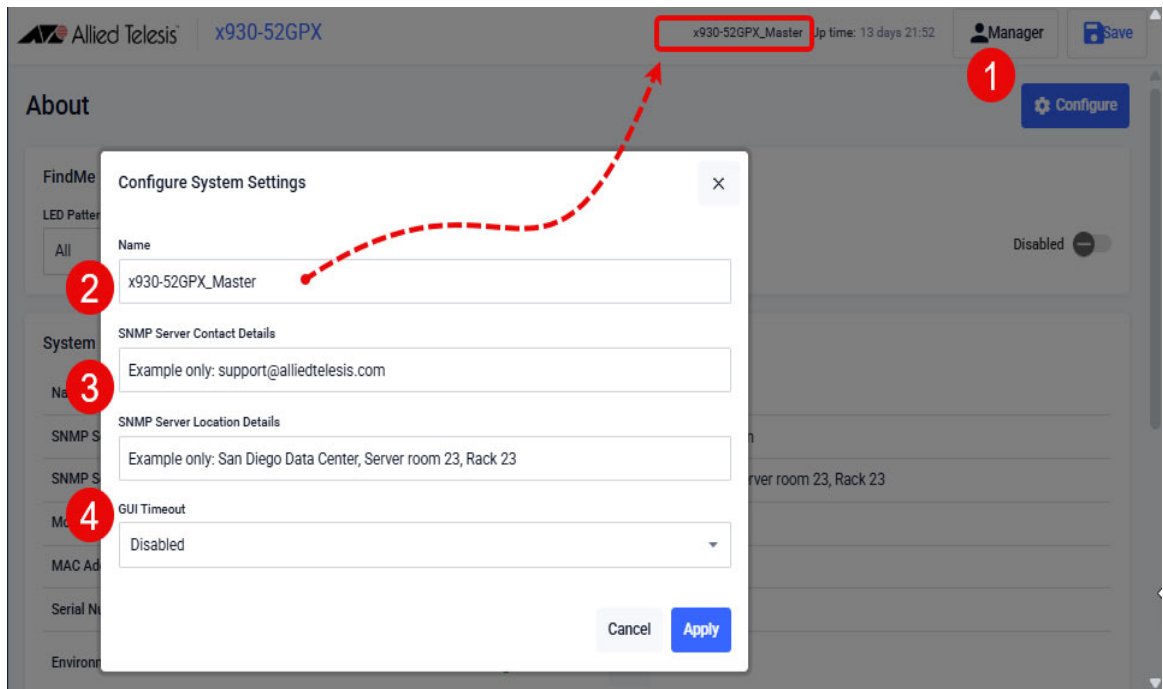 Allied Telesis x930-52GPX x930-52GPX_Master Up time: 13 days 21:52 Manager Save
1
About Configure
FindMe
LED Patter
All
Disabled
Configure System Settings
Name
x930-52GPX_Master
2
SNMP Server Contact Details
Example only: support@alliedtelesis.com
3
SNMP Server Location Details
Example only: San Diego Data Center, Server room 23, Rack 23
GUI Timeout
4
Disabled
Cancel Apply
System
Na
SNMP S
SNMP S
rver room 23, Rack 23
Mo
MAC Ad
Serial Nu
Environm